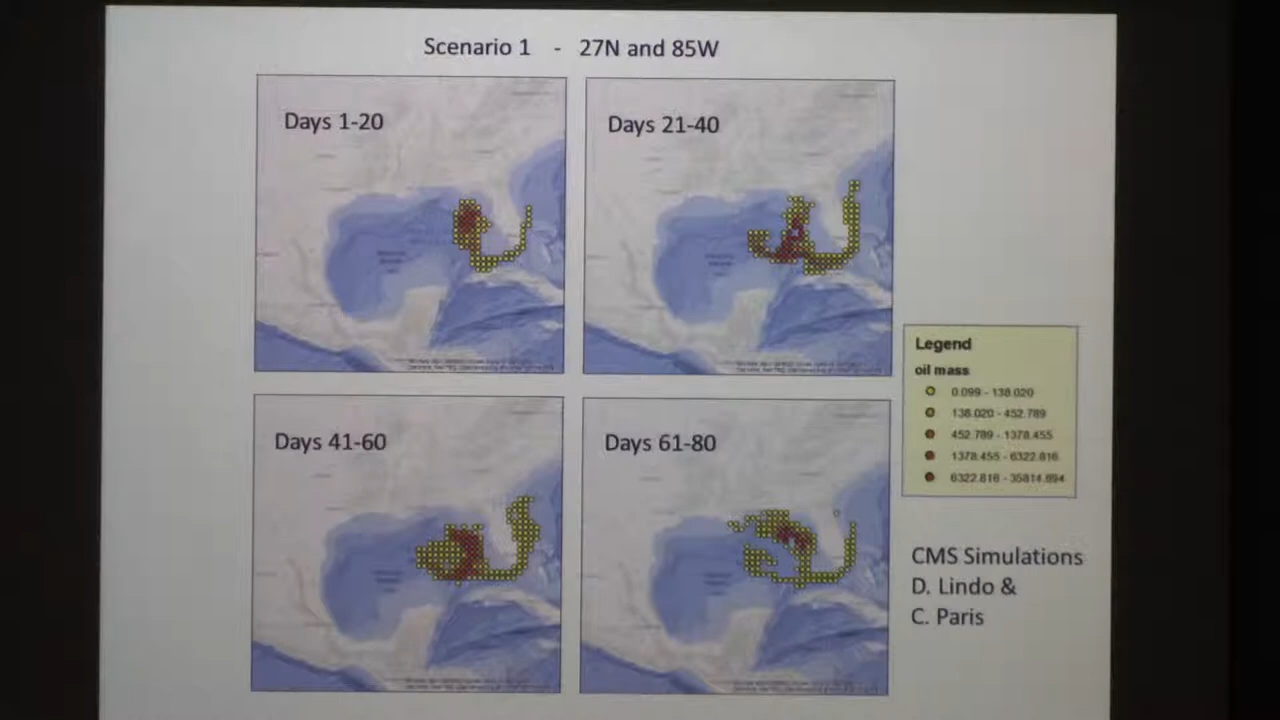 Scenario 1 - 27N and 85W
Days 1-20
Days 21-40
Days 41-60
Days 61-80
Legend
oil mass
0.099 - 138.020
138.020 - 452.789
452.789 - 1378.455
1378.455 - 6322.816
6322.816 - 35814.694
CMS Simulations
D. Lindo &
C. Paris